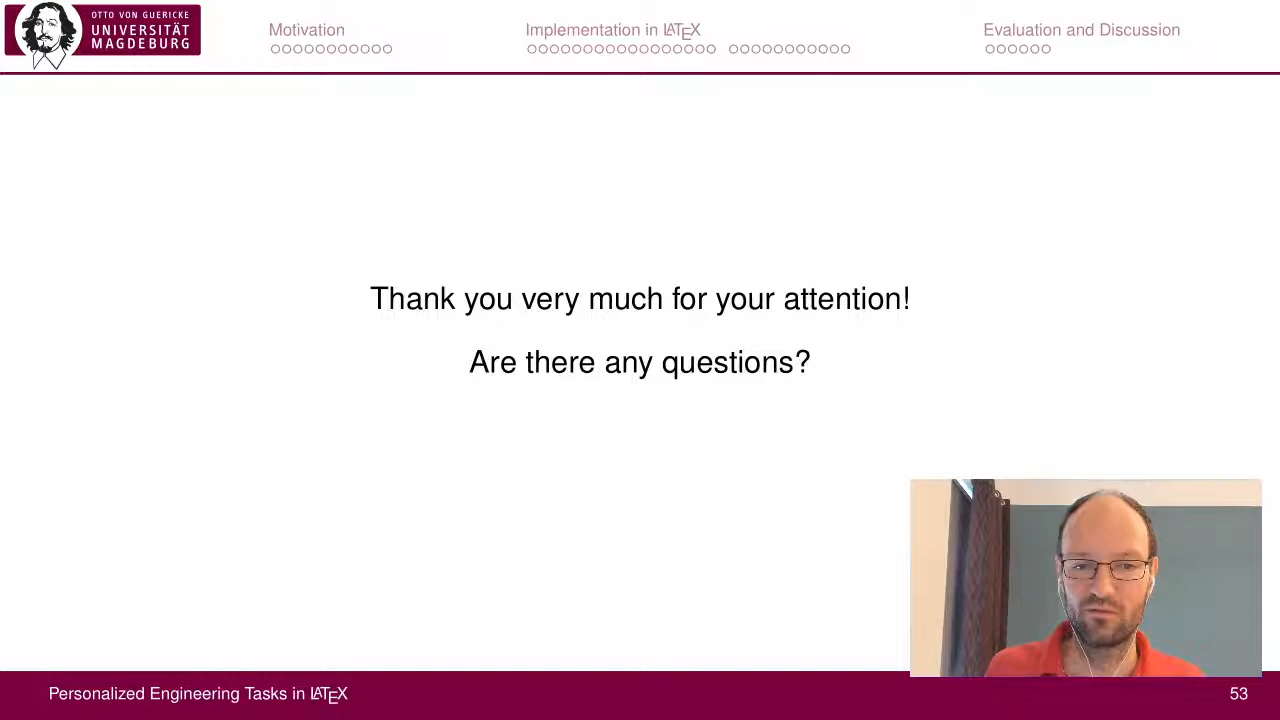 OTTO VON GUERICKE
UNIVERSITÄT
MAGDEBURG
Motivation
Implementation in LATEX
Evaluation and Discussion
Thank you very much for your attention!
Are there any questions?
Personalized Engineering Tasks in LATEX
53